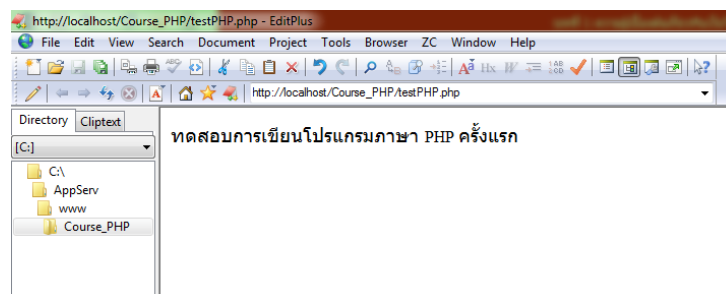 http://localhost/Course_PHP/testPHP.php - EditPlus
File Edit View Search Document Project Tools Browser ZC Window Help
http://localhost/Course_PHP/testPHP.php
Directory Cliptext
[C:]
C:\
AppServ
www
Course_PHP
ทดสอบการเขียนโปรแกรมภาษา PHP ครั้งแรก